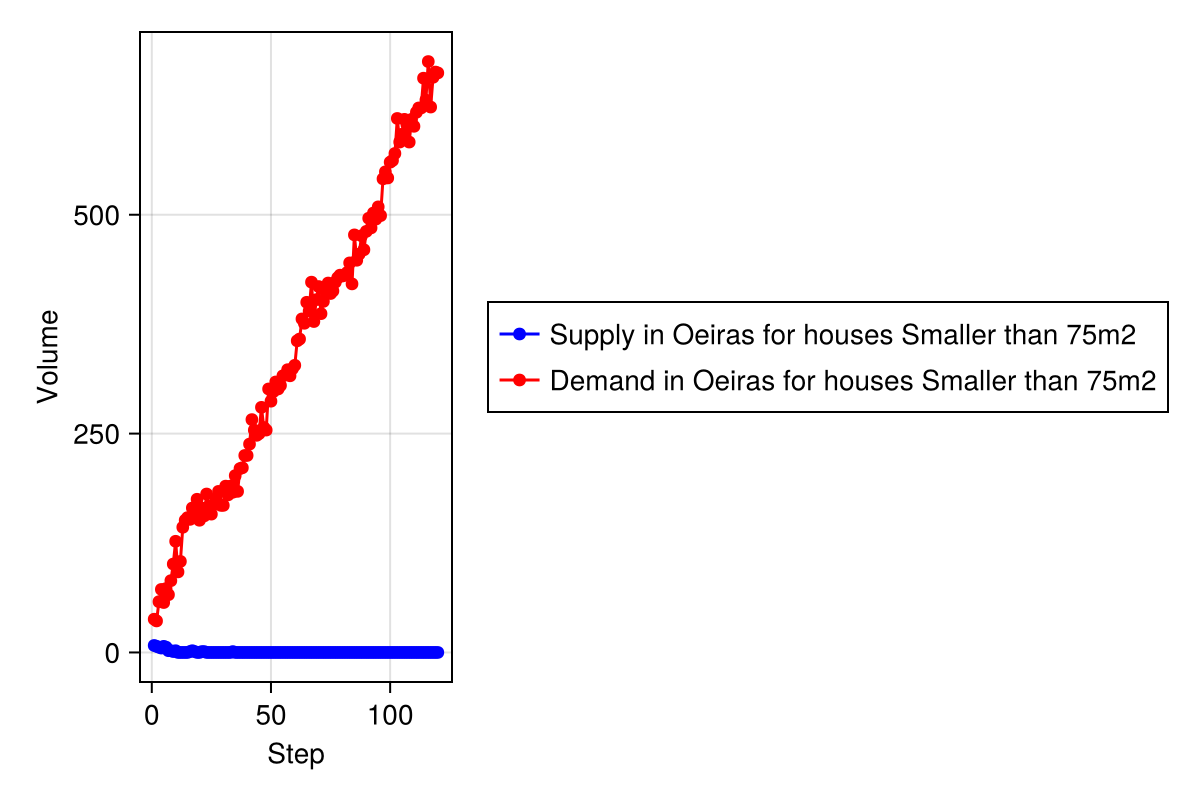 500
250
0
Volume
0 50 100
Step
Supply in Oeiras for houses Smaller than 75m2
Demand in Oeiras for houses Smaller than 75m2